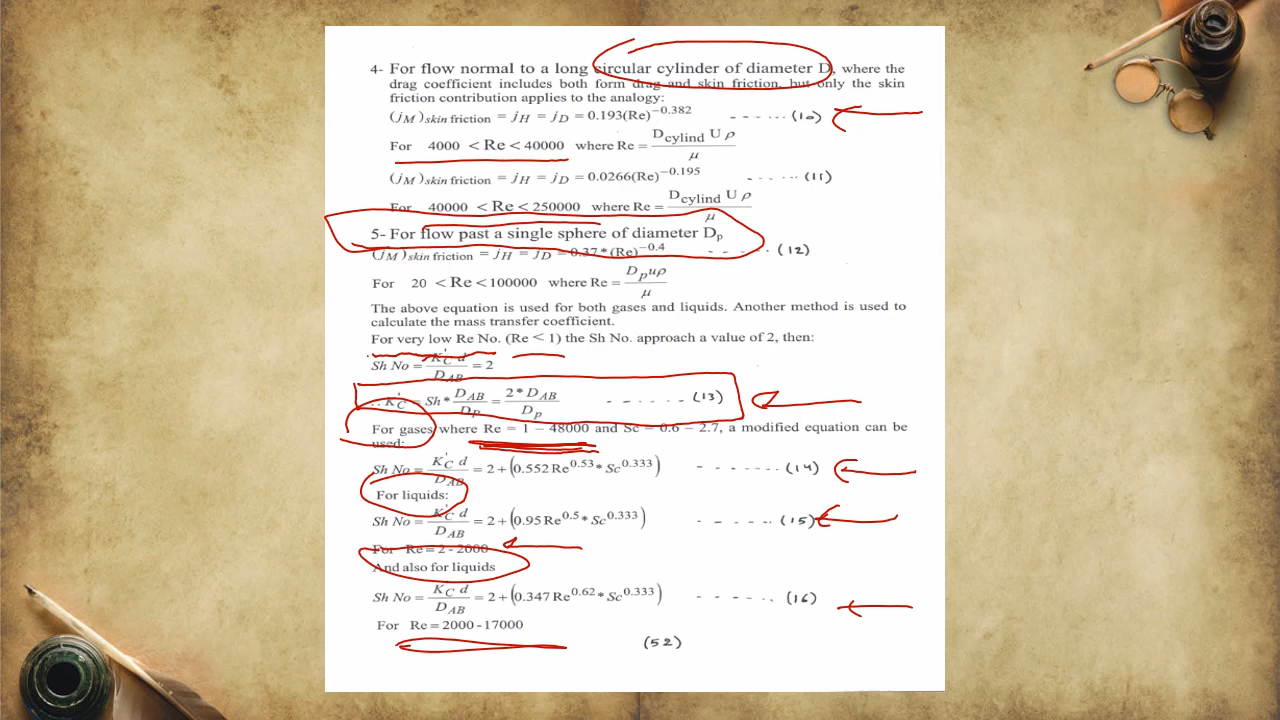 4- For flow normal to a long circular cylinder of diameter D, where the
drag coefficient includes both form drag and skin friction, but only the skin
friction contribution applies to the analogy:
(jM)skin friction = jH = jD = 0.193(Re)^−0.382 - - - - - - (10)
For 4000 < Re < 40000 where Re = Dcylind U ρ / μ
(jM)skin friction = jH = jD = 0.0266(Re)^−0.195 - - - - - - (11)
For 40000 < Re < 250000 where Re = Dcylind U ρ / μ
5- For flow past a single sphere of diameter Dp
(jM)skin friction = jH = jD = 0.37*(Re)^−0.4 - - - - - - (12)
For 20 < Re < 100000 where Re = Dp u ρ / μ
The above equation is used for both gases and liquids. Another method is used to
calculate the mass transfer coefficient.
For very low Re No. (Re < 1) the Sh No. approach a value of 2, then:
Sh No = K'C d / DAB = 2
∴ K'C = Sh * DAB / Dp = 2 * DAB / Dp - - - - - - - (13)
For gases where Re = 1 – 48000 and Sc = 0.6 – 2.7, a modified equation can be
used:
Sh No = K'C d / DAB = 2 + (0.552 Re^0.53 * Sc^0.333) - - - - - - - (14)
For liquids:
Sh No = K'C d / DAB = 2 + (0.95 Re^0.5 * Sc^0.333) - - - - - - (15)
For Re = 2 - 2000
And also for liquids
Sh No = K'C d / DAB = 2 + (0.347 Re^0.62 * Sc^0.333) - - - - - - (16)
For Re = 2000 - 17000
(52)